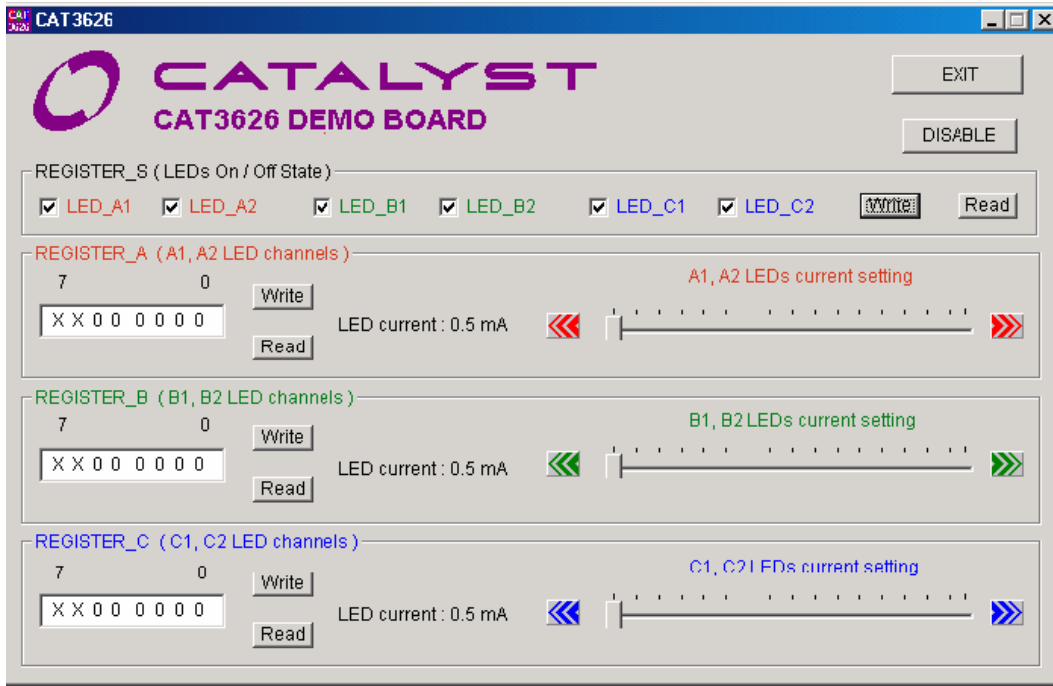 CAT 3626 CAT3626
CATALYST
CAT3626 DEMO BOARD
EXIT
DISABLE
REGISTER_S ( LEDs On / Off State )
LED_A1 LED_A2 LED_B1 LED_B2 LED_C1 LED_C2 Write Read
REGISTER_A ( A1, A2 LED channels )
7 0
Write
X X 0 0 0 0 0 0
Read
LED current : 0.5 mA
A1, A2 LEDs current setting
REGISTER_B ( B1, B2 LED channels )
7 0
Write
X X 0 0 0 0 0 0
Read
LED current : 0.5 mA
B1, B2 LEDs current setting
REGISTER_C ( C1, C2 LED channels )
7 0
Write
X X 0 0 0 0 0 0
Read
LED current : 0.5 mA
C1, C2 LEDs current setting